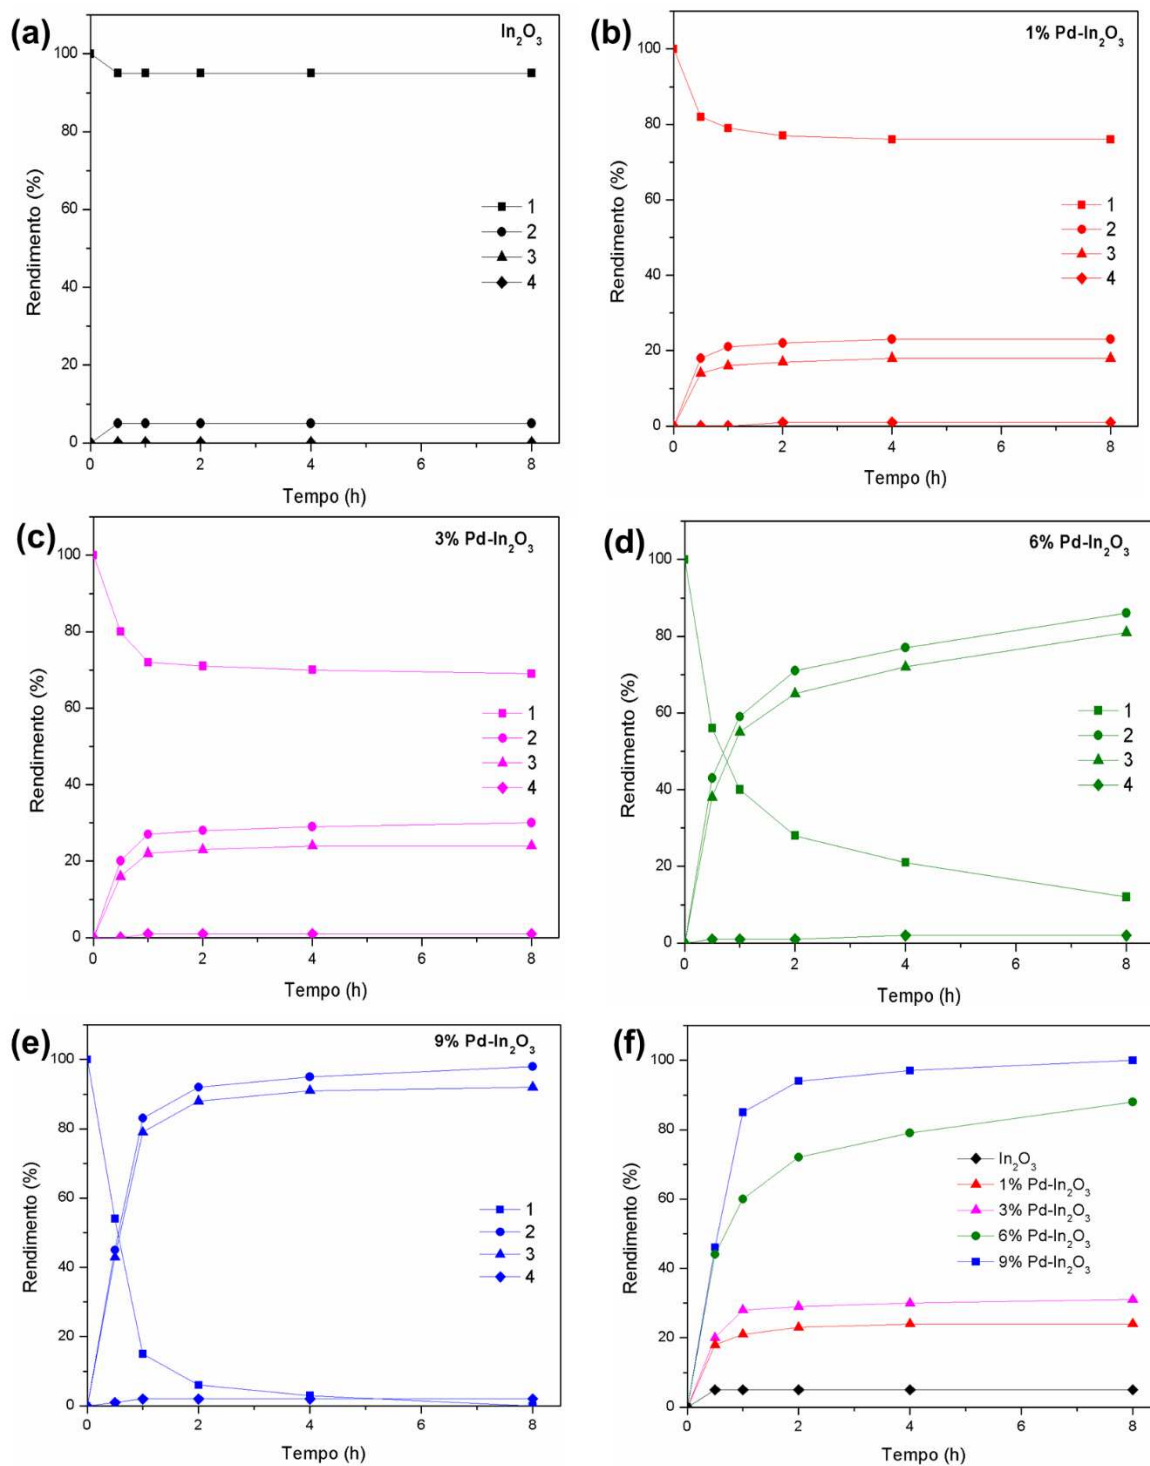 (a)
In2O3
100
80
60
40
20
0
Rendimento (%)
1
2
3
4
0 2 4 6 8
Tempo (h)
(b)
1% Pd-In2O3
100
80
60
40
20
0
Rendimento (%)
1
2
3
4
0 2 4 6 8
Tempo (h)
(c)
3% Pd-In2O3
100
80
60
40
20
0
Rendimento (%)
1
2
3
4
0 2 4 6 8
Tempo (h)
(d)
6% Pd-In2O3
100
80
60
40
20
0
Rendimento (%)
1
2
3
4
0 2 4 6 8
Tempo (h)
(e)
9% Pd-In2O3
100
80
60
40
20
0
Rendimento (%)
1
2
3
4
0 2 4 6 8
Tempo (h)
(f)
100
80
60
40
20
0
Rendimento (%)
In2O3
1% Pd-In2O3
3% Pd-In2O3
6% Pd-In2O3
9% Pd-In2O3
0 2 4 6 8
Tempo (h)